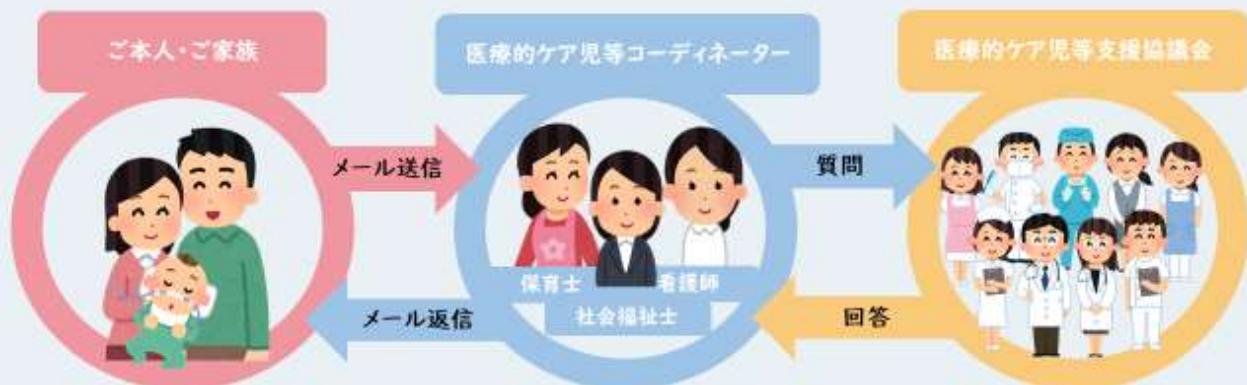 ご本人・ご家族
医療的ケア児等コーディネーター
医療的ケア児等支援協議会
メール送信
質問
保育士
看護師
社会福祉士
メール返信
回答